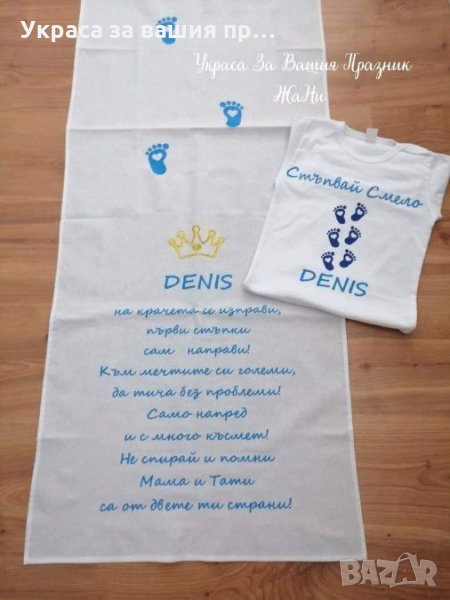 Украса за вашия пр...
Украса За Вашия Празник
ЖаНи
Стъпвай Смело
DENIS
DENIS
на крачета се изправи,
първи стъпки
сам направи!
Към мечтите си големи,
да тича без проблеми!
Само напред
и с много късмет!
Не спирай и помни
Мама и Тати
са от двете ти страни!
BAZAR